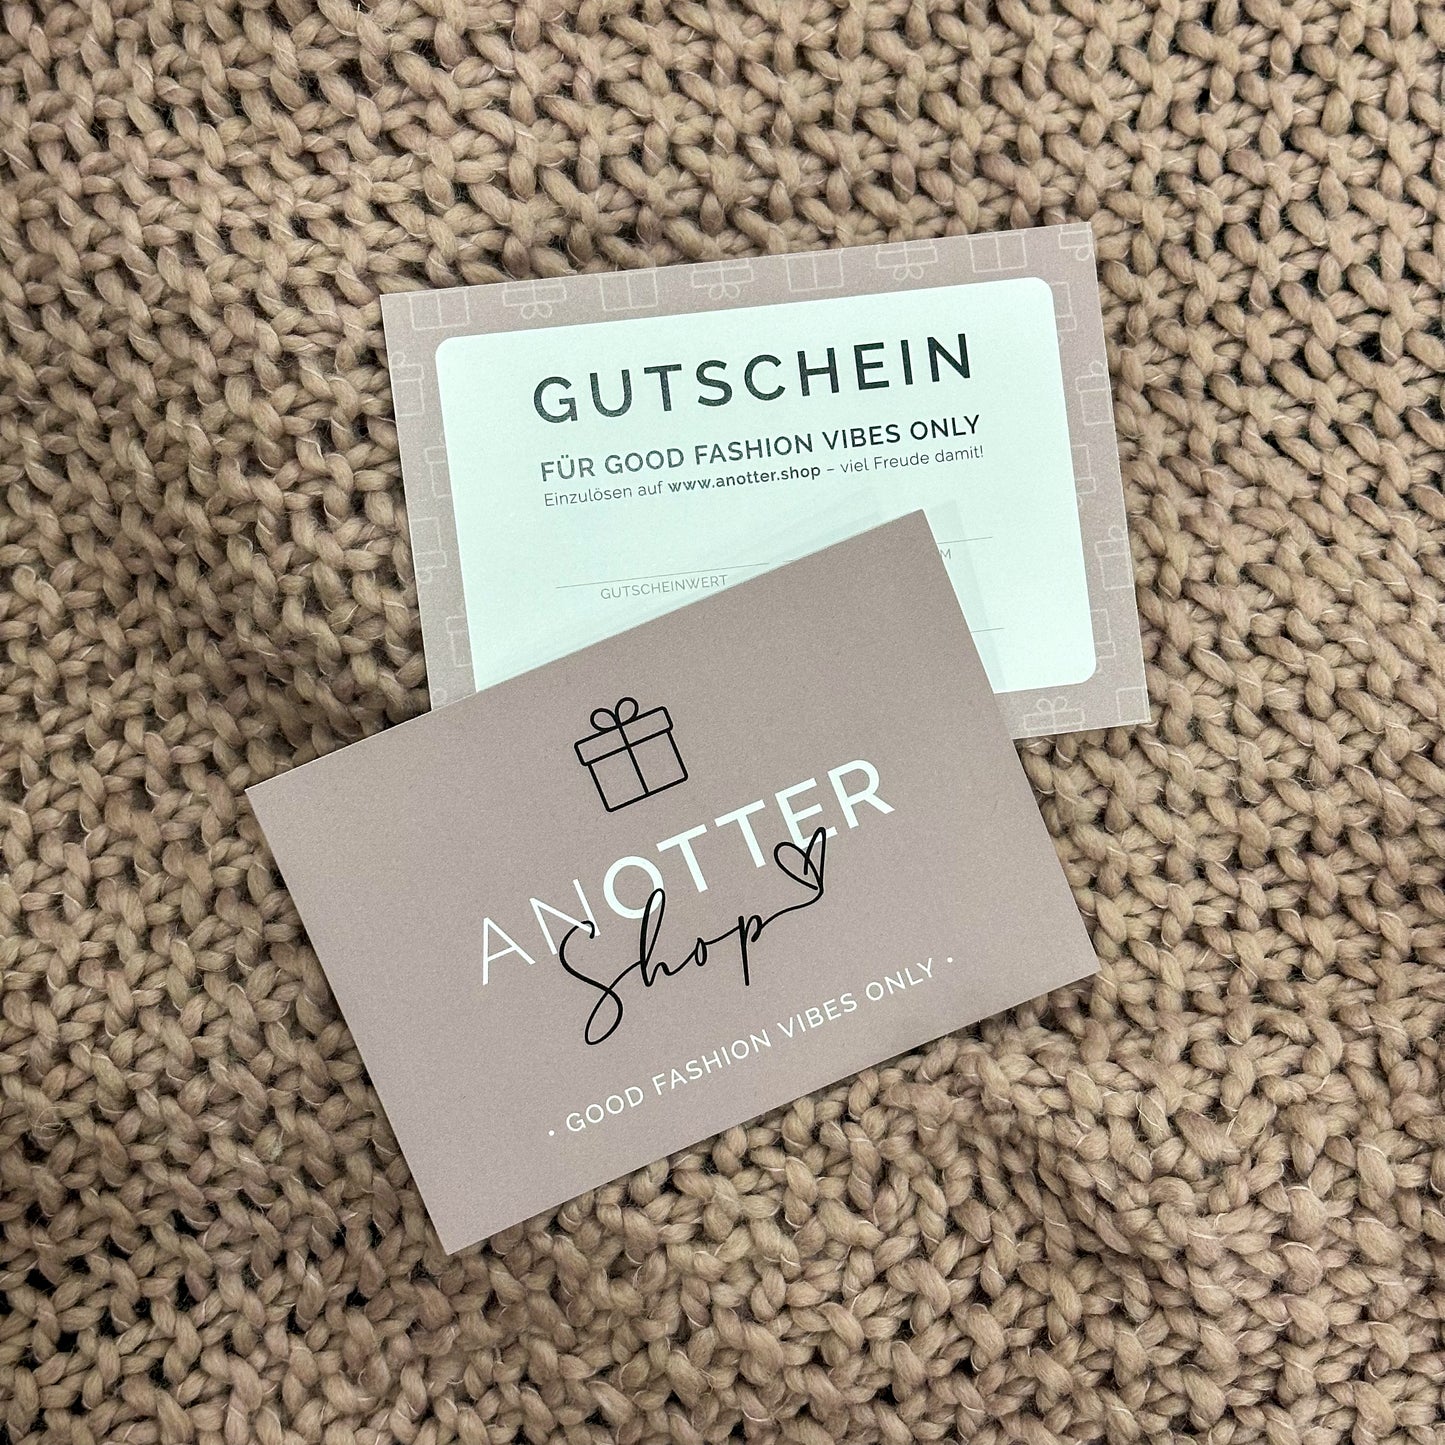 GUTSCHEIN
FÜR GOOD FASHION VIBES ONLY
Einzulösen auf www.anotter.shop – viel Freude damit!
GUTSCHEINWERT
ANOTTER
Shop
· GOOD FASHION VIBES ONLY ·